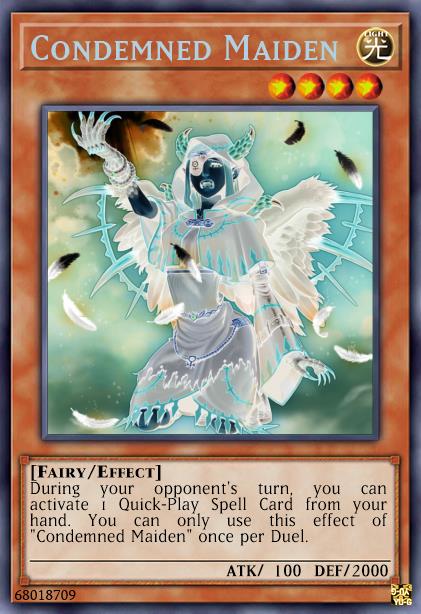 CONDEMNED MAIDEN
LIGHT
光
[FAIRY/EFFECT]
During your opponent's turn, you can
activate 1 Quick-Play Spell Card from your
hand. You can only use this effect of
"Condemned Maiden" once per Duel.
ATK/ 100 DEF/2000
68018709